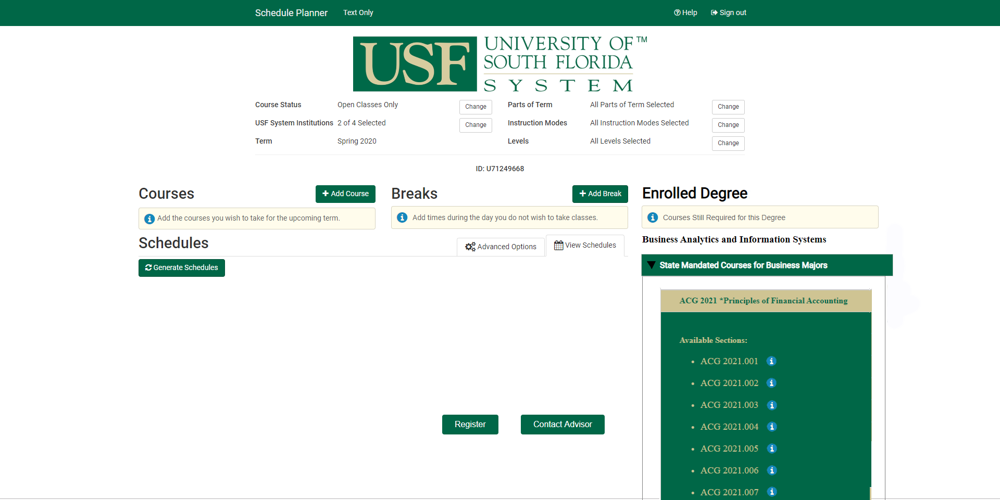 Schedule Planner Text Only Help Sign out
USF UNIVERSITY OF™
SOUTH FLORIDA
SYSTEM
Course Status Open Classes Only Change Parts of Term All Parts of Term Selected Change
USF System Institutions 2 of 4 Selected Change Instruction Modes All Instruction Modes Selected Change
Term Spring 2020 Levels All Levels Selected Change
ID: U71249668
Courses Add Course Breaks Add Break Enrolled Degree
Add the courses you wish to take for the upcoming term. Add times during the day you do not wish to take classes. Courses Still Required for this Degree
Schedules Advanced Options View Schedules Business Analytics and Information Systems
Generate Schedules State Mandated Courses for Business Majors
ACG 2021 *Principles of Financial Accounting
Available Sections:
• ACG 2021.001
• ACG 2021.002
• ACG 2021.003
Register Contact Advisor • ACG 2021.004
• ACG 2021.005
• ACG 2021.006
• ACG 2021.007